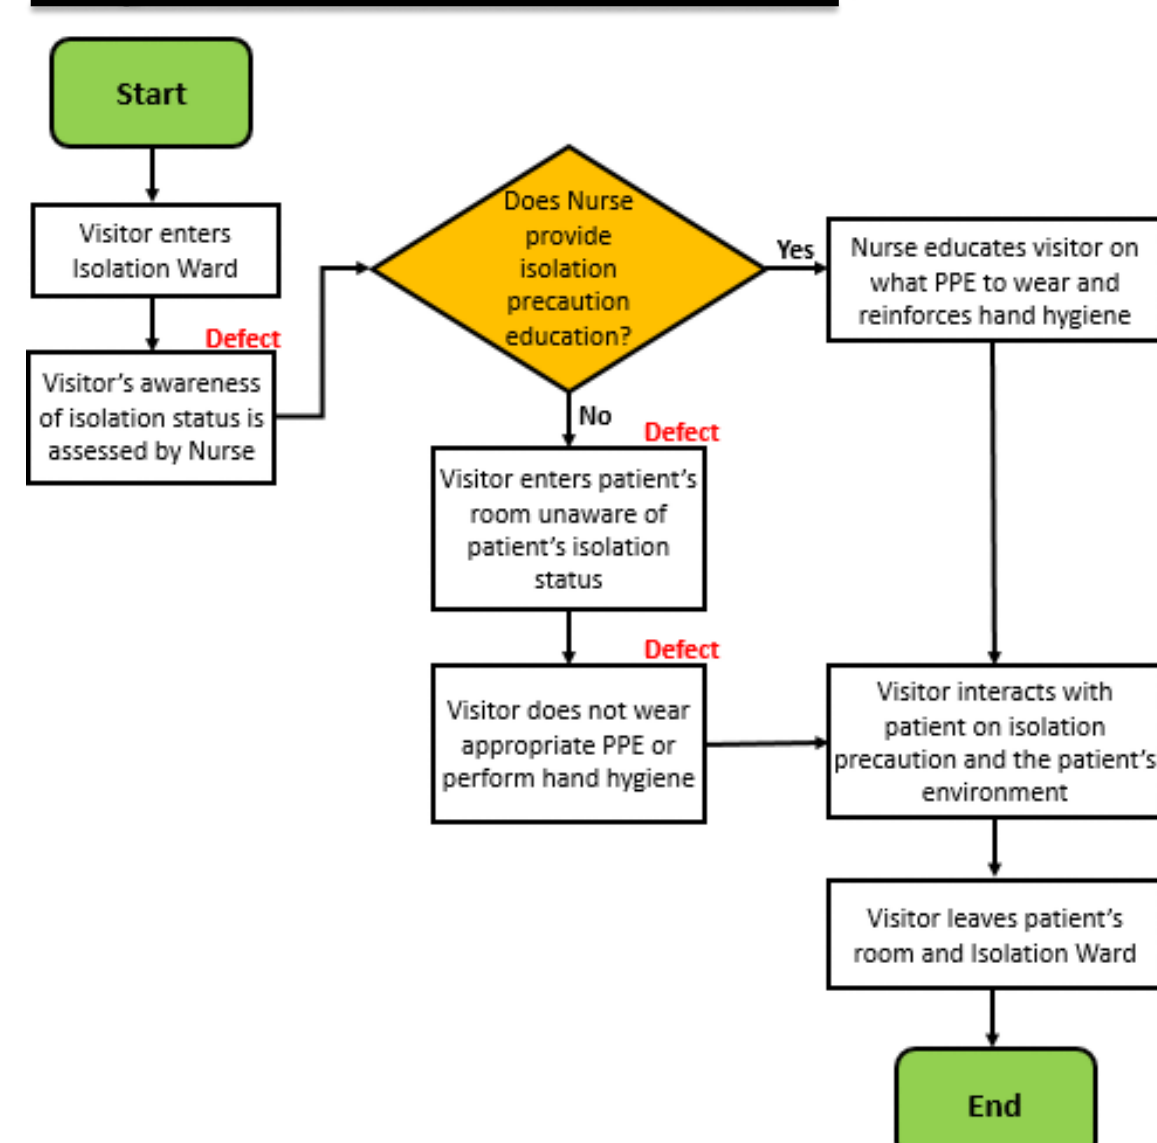 Start
Visitor enters
Isolation Ward
Defect
Visitor's awareness
of isolation status is
assessed by Nurse
Does Nurse
provide
isolation
precaution
education?
Yes
Nurse educates visitor on
what PPE to wear and
reinforces hand hygiene
No
Defect
Visitor enters patient's
room unaware of
patient's isolation
status
Defect
Visitor does not wear
appropriate PPE or
perform hand hygiene
Visitor interacts with
patient on isolation
precaution and the patient's
environment
Visitor leaves patient's
room and Isolation Ward
End